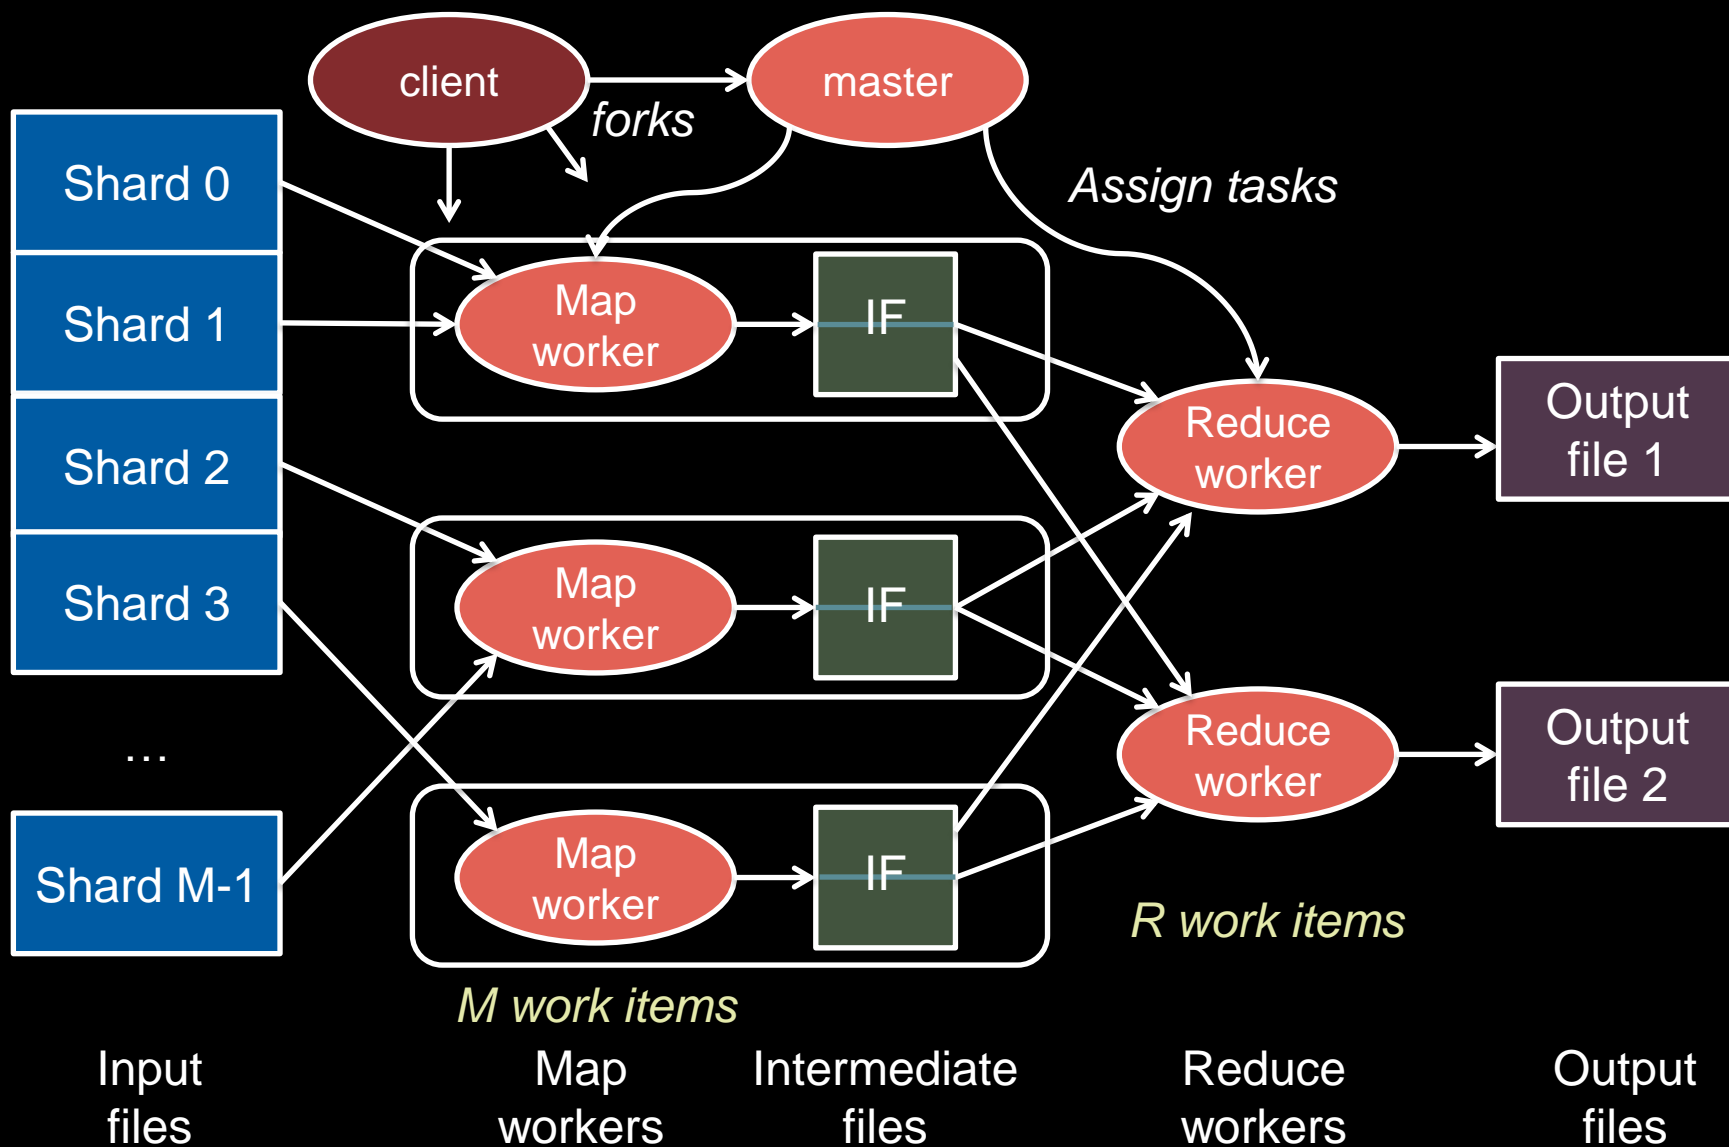 client
master
forks
Assign tasks
Shard 0
Shard 1
Shard 2
Shard 3
...
Shard M-1
Map
worker
IF
Map
worker
IF
Map
worker
IF
Reduce
worker
Reduce
worker
Output
file 1
Output
file 2
R work items
M work items
Input
files
Map
workers
Intermediate
files
Reduce
workers
Output
files